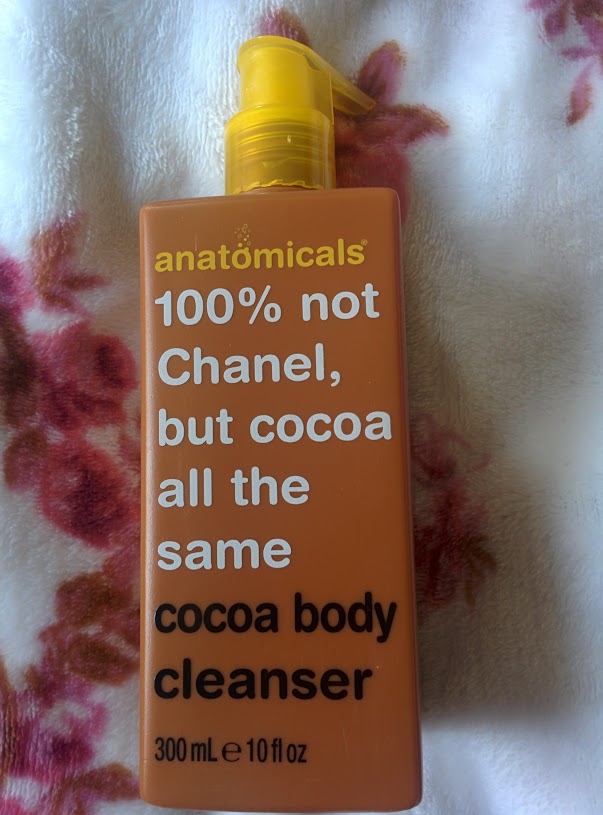 anatomicals®
100% not
Chanel,
but cocoa
all the
same
cocoa body
cleanser
300 mL ℮ 10 fl oz